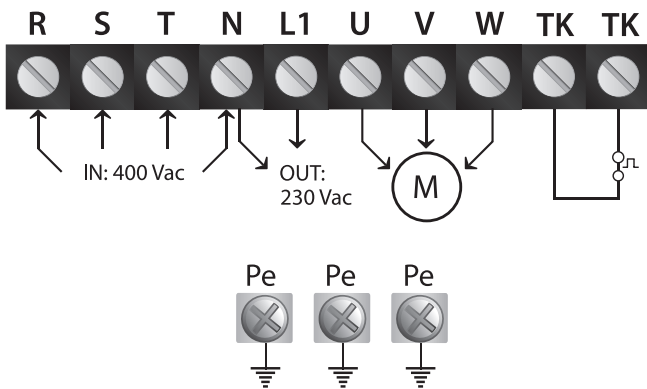 R S T N L1 U V W TK TK
IN: 400 Vac
OUT:
230 Vac
M
Pe Pe Pe